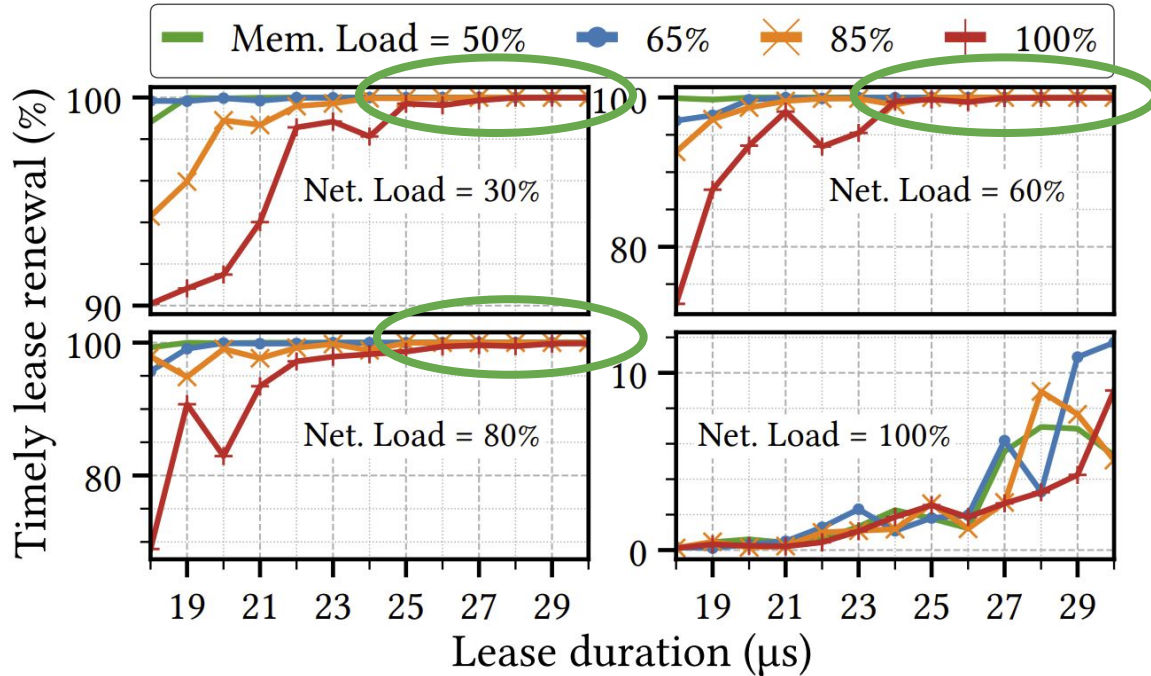 Mem. Load = 50% 65% 85% 100%
Timely lease renewal (%)
100
90
Net. Load = 30%
100
80
Net. Load = 60%
100
80
Net. Load = 80%
10
0
Net. Load = 100%
19 21 23 25 27 29
19 21 23 25 27 29
Lease duration (μs)